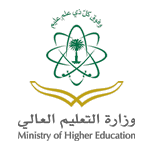 وفوق كل ذي علم عليم
وزارة التعليم العالي
Ministry of Higher Education